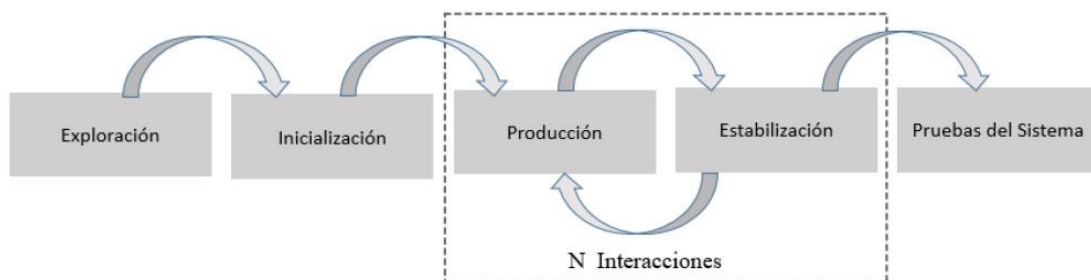 Exploración
Inicialización
Producción
Estabilización
Pruebas del Sistema
N Interacciones